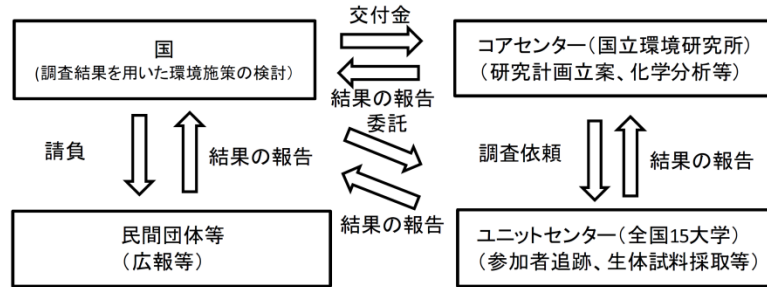 交付金
国
(調査結果を用いた環境施策の検討)
コアセンター(国立環境研究所)
(研究計画立案、化学分析等)
結果の報告
委託
請負
結果の報告
調査依頼
結果の報告
結果の報告
民間団体等
(広報等)
ユニットセンター(全国15大学)
(参加者追跡、生体試料採取等)